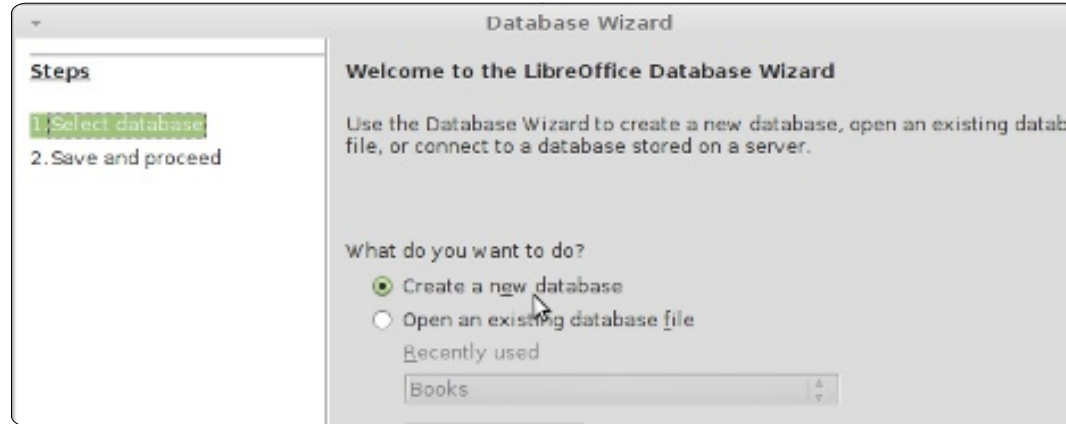 Database Wizard
Steps
1.Select database
2.Save and proceed
Welcome to the LibreOffice Database Wizard
Use the Database Wizard to create a new database, open an existing datab
file, or connect to a database stored on a server.
What do you want to do?
Create a new database
Open an existing database file
Recently used
Books